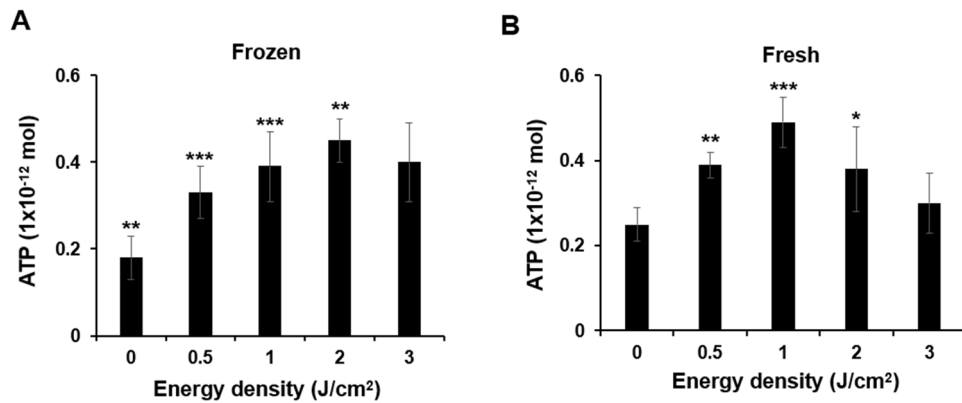 A
Frozen
ATP (1x10⁻¹² mol)
0.6
0.4
0.2
0
**
***
***
**
0 0.5 1 2 3
Energy density (J/cm²)
B
Fresh
ATP (1x10⁻¹² mol)
0.6
0.4
0.2
0
**
***
*
0 0.5 1 2 3
Energy density (J/cm²)